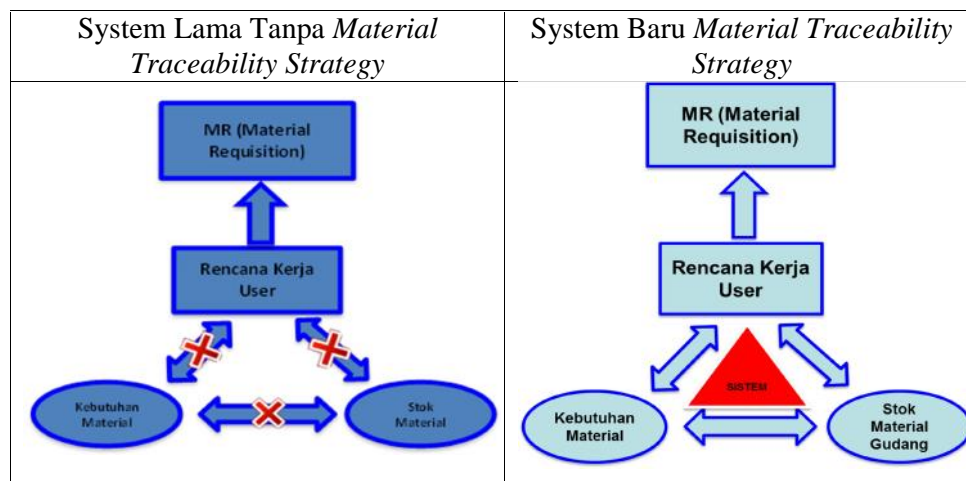 System Lama Tanpa Material
Traceability Strategy
System Baru Material Traceability
Strategy
MR (Material
Requisition)
Rencana Kerja
User
Kebutuhan
Material
Stok
Material
MR (Material
Requisition)
Rencana Kerja
User
SISTEM
Kebutuhan
Material
Stok
Material
Gudang